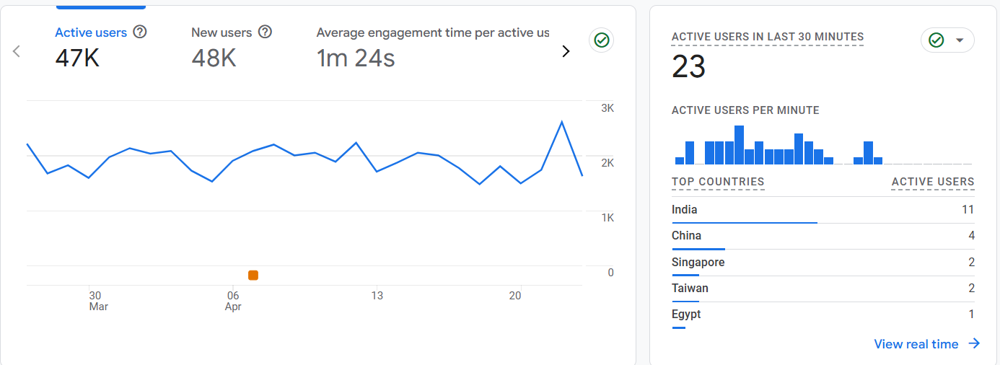 Active users
47K
New users
48K
Average engagement time per active us
1m 24s
3K
2K
1K
0
30
Mar
06
Apr
13
20
ACTIVE USERS IN LAST 30 MINUTES
23
ACTIVE USERS PER MINUTE
TOP COUNTRIES ACTIVE USERS
India 11
China 4
Singapore 2
Taiwan 2
Egypt 1
View real time